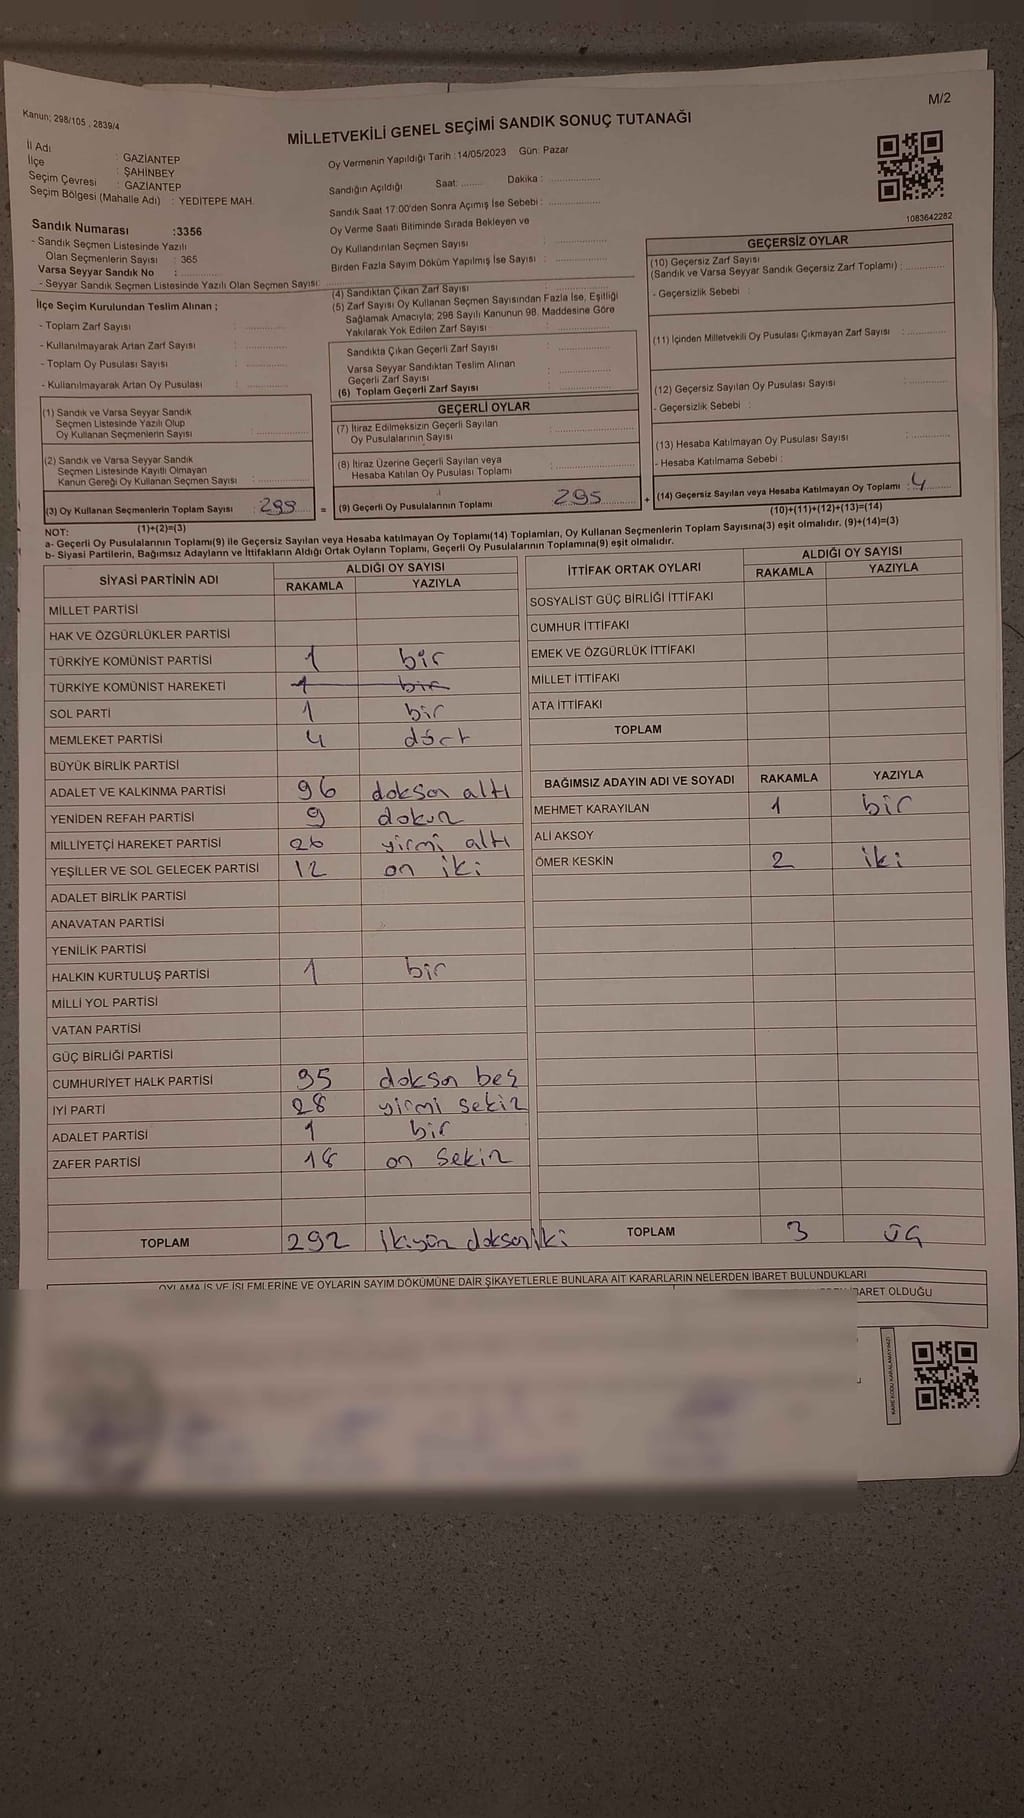 Kanun; 298/105 , 2839/4
M/2
MİLLETVEKİLİ GENEL SEÇİMİ SANDIK SONUÇ TUTANAĞI
İl Adı : GAZİANTEP
İlçe : ŞAHİNBEY
Seçim Çevresi : GAZİANTEP
Seçim Bölgesi (Mahalle Adı) : YEDİTEPE MAH.
Oy Vermenin Yapıldığı Tarih :14/05/2023 Gün: Pazar
Sandığın Açıldığı Saat: ........ Dakika : ..................
Sandık Saat 17:00'den Sonra Açımış İse Sebebi : ..................
Oy Verme Saati Bitiminde Sırada Bekleyen ve
Oy Kullandırılan Seçmen Sayısı : ..................
Birden Fazla Sayım Döküm Yapılmış İse Sayısı : ..................
1083642282
Sandık Numarası :3356
- Sandık Seçmen Listesinde Yazılı
Olan Seçmenlerin Sayısı : 365
Varsa Seyyar Sandık No : ..............
- Seyyar Sandık Seçmen Listesinde Yazılı Olan Seçmen Sayısı:
İlçe Seçim Kurulundan Teslim Alınan ;
- Toplam Zarf Sayısı : ..............
- Kullanılmayarak Artan Zarf Sayısı : ..............
- Toplam Oy Pusulası Sayısı : ..............
- Kullanılmayarak Artan Oy Pusulası : ..............
(1) Sandık ve Varsa Seyyar Sandık
Seçmen Listesinde Yazılı Olup
Oy Kullanan Seçmenlerin Sayısı : ..............
(2) Sandık ve Varsa Seyyar Sandık
Seçmen Listesinde Kayıtlı Olmayan
Kanun Gereği Oy Kullanan Seçmen Sayısı : ..............
(3) Oy Kullanan Seçmenlerin Toplam Sayısı : 299 =
(1)+(2)=(3)
(4) Sandıktan Çıkan Zarf Sayısı : ..............
(5) Zarf Sayısı Oy Kullanan Seçmen Sayısından Fazla İse, Eşitliği
Sağlamak Amacıyla; 298 Sayılı Kanunun 98. Maddesine Göre
Yakılarak Yok Edilen Zarf Sayısı : ..............
Sandıkta Çıkan Geçerli Zarf Sayısı : ..............
Varsa Seyyar Sandıktan Teslim Alınan
Geçerli Zarf Sayısı : ..............
(6) Toplam Geçerli Zarf Sayısı : ..............
GEÇERLİ OYLAR
(7) İtiraz Edilmeksizin Geçerli Sayılan
Oy Pusulalarının Sayısı : ..............
(8) İtiraz Üzerine Geçerli Sayılan veya
Hesaba Katılan Oy Pusulası Toplamı : ..............
(9) Geçerli Oy Pusulalarının Toplamı 295 +
GEÇERSİZ OYLAR
(10) Geçersiz Zarf Sayısı
(Sandık ve Varsa Seyyar Sandık Geçersiz Zarf Toplamı) : ..........
- Geçersizlik Sebebi :
(11) İçinden Milletvekili Oy Pusulası Çıkmayan Zarf Sayısı : ..........
(12) Geçersiz Sayılan Oy Pusulası Sayısı : ..........
- Geçersizlik Sebebi :
(13) Hesaba Katılmayan Oy Pusulası Sayısı : ..........
- Hesaba Katılmama Sebebi :
(14) Geçersiz Sayılan veya Hesaba Katılmayan Oy Toplamı : 4
(10)+(11)+(12)+(13)=(14)
NOT:
a- Geçerli Oy Pusulalarının Toplamı(9) ile Geçersiz Sayılan veya Hesaba katılmayan Oy Toplamı(14) Toplamları, Oy Kullanan Seçmenlerin Toplam Sayısına(3) eşit olmalıdır. (9)+(14)=(3)
b- Siyasi Partilerin, Bağımsız Adayların ve İttifakların Aldığı Ortak Oyların Toplamı, Geçerli Oy Pusulalarının Toplamına(9) eşit olmalıdır.
SİYASİ PARTİNİN ADI ALDIĞI OY SAYISI
RAKAMLA YAZIYLA
MİLLET PARTİSİ
HAK VE ÖZGÜRLÜKLER PARTİSİ
TÜRKİYE KOMÜNİST PARTİSİ 1 bir
TÜRKİYE KOMÜNİST HAREKETİ 1 bir
SOL PARTİ 1 bir
MEMLEKET PARTİSİ 4 dört
BÜYÜK BİRLİK PARTİSİ
ADALET VE KALKINMA PARTİSİ 96 doksan altı
YENİDEN REFAH PARTİSİ 9 dokuz
MİLLİYETÇİ HAREKET PARTİSİ 26 yirmi altı
YEŞİLLER VE SOL GELECEK PARTİSİ 12 on iki
ADALET BİRLİK PARTİSİ
ANAVATAN PARTİSİ
YENİLİK PARTİSİ
HALKIN KURTULUŞ PARTİSİ 1 bir
MİLLİ YOL PARTİSİ
VATAN PARTİSİ
GÜÇ BİRLİĞİ PARTİSİ
CUMHURİYET HALK PARTİSİ 95 doksan beş
İYİ PARTİ 28 yirmi sekiz
ADALET PARTİSİ 1 bir
ZAFER PARTİSİ 18 on sekiz
TOPLAM 292 ikiyüz doksan iki
İTTİFAK ORTAK OYLARI ALDIĞI OY SAYISI
RAKAMLA YAZIYLA
SOSYALİST GÜÇ BİRLİĞİ İTTİFAKI
CUMHUR İTTİFAKI
EMEK VE ÖZGÜRLÜK İTTİFAKI
MİLLET İTTİFAKI
ATA İTTİFAKI
TOPLAM
BAĞIMSIZ ADAYIN ADI VE SOYADI RAKAMLA YAZIYLA
MEHMET KARAYILAN 1 bir
ALİ AKSOY
ÖMER KESKİN 2 iki
TOPLAM 3 üç
OYLAMA İŞ VE İŞLEMLERİNE VE OYLARIN SAYIM DÖKÜMÜNE DAİR ŞİKAYETLERLE BUNLARA AİT KARARLARIN NELERDEN İBARET BULUNDUKLARI
BARET OLDUĞU
KARE KODU KARALAMAYINIZ!